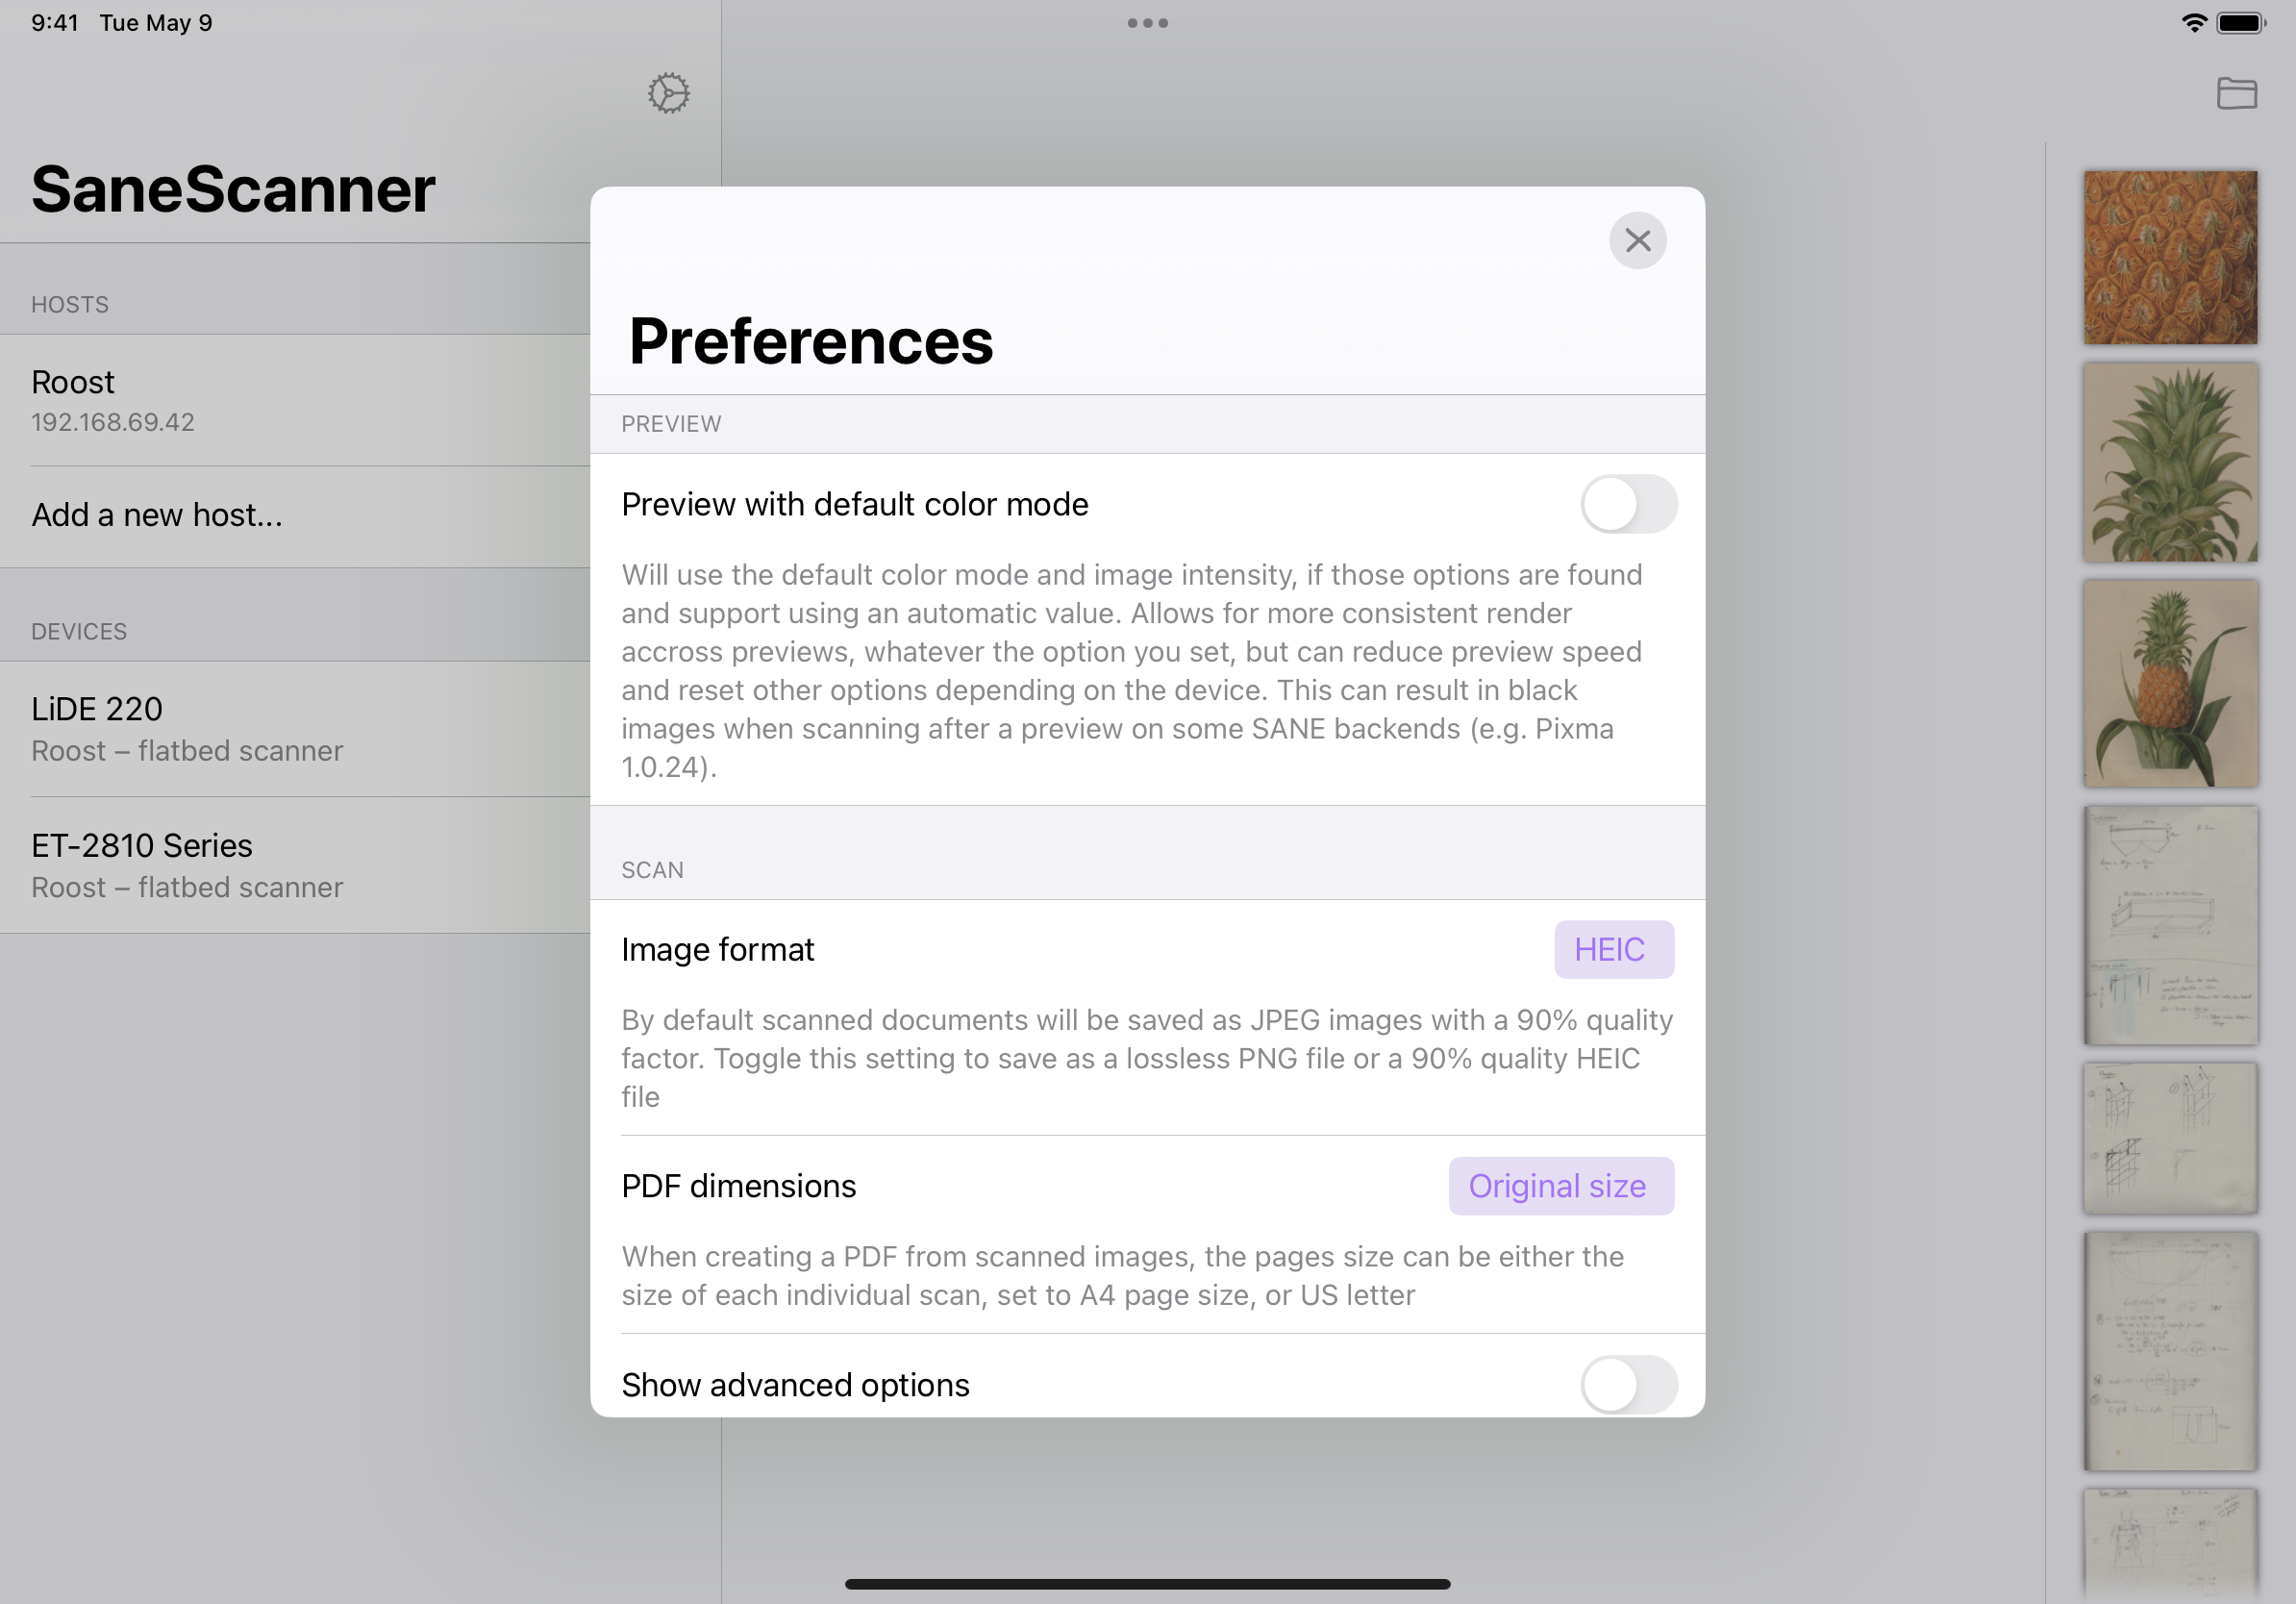 9:41 Tue May 9
SaneScanner
HOSTS
Roost
192.168.69.42
Add a new host...
DEVICES
LiDE 220
Roost – flatbed scanner
ET-2810 Series
Roost – flatbed scanner
Preferences
PREVIEW
Preview with default color mode
Will use the default color mode and image intensity, if those options are found
and support using an automatic value. Allows for more consistent render
accross previews, whatever the option you set, but can reduce preview speed
and reset other options depending on the device. This can result in black
images when scanning after a preview on some SANE backends (e.g. Pixma
1.0.24).
SCAN
Image format HEIC
By default scanned documents will be saved as JPEG images with a 90% quality
factor. Toggle this setting to save as a lossless PNG file or a 90% quality HEIC
file
PDF dimensions Original size
When creating a PDF from scanned images, the pages size can be either the
size of each individual scan, set to A4 page size, or US letter
Show advanced options